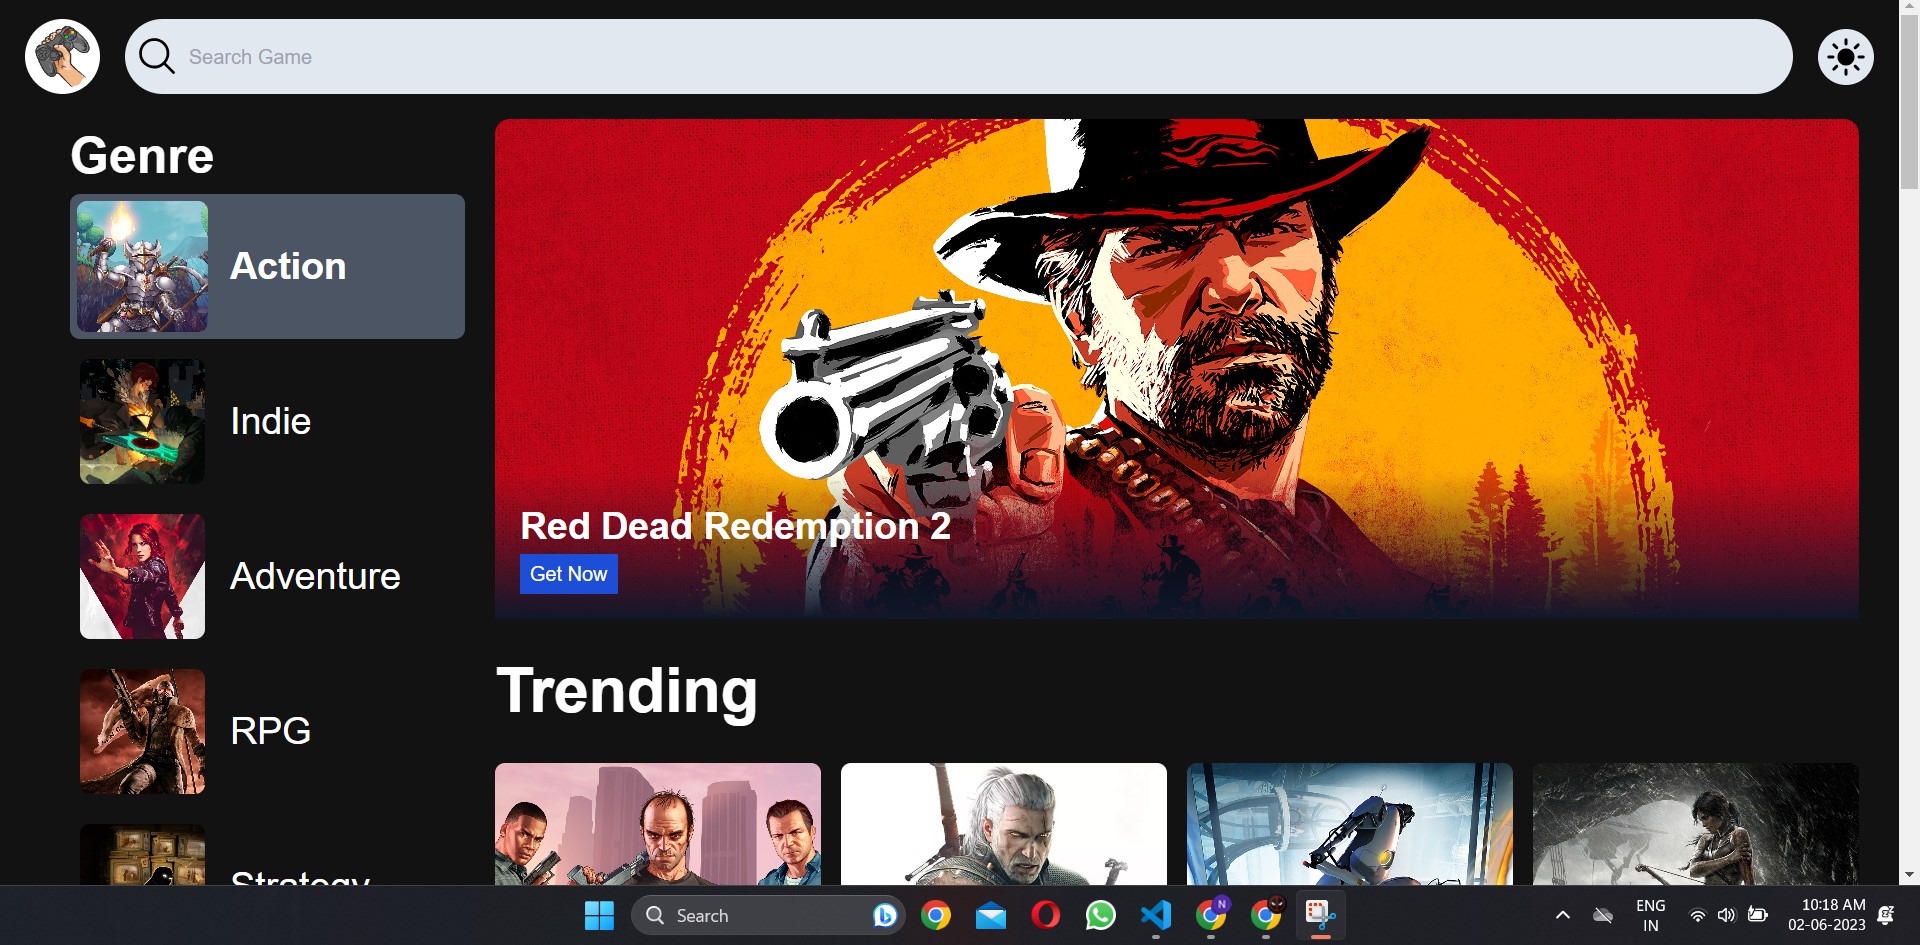 Search Game
Genre
Action
Indie
Adventure
RPG
Strategy
Red Dead Redemption 2
Get Now
Trending
Search
N
ENG
IN
10:18 AM
02-06-2023